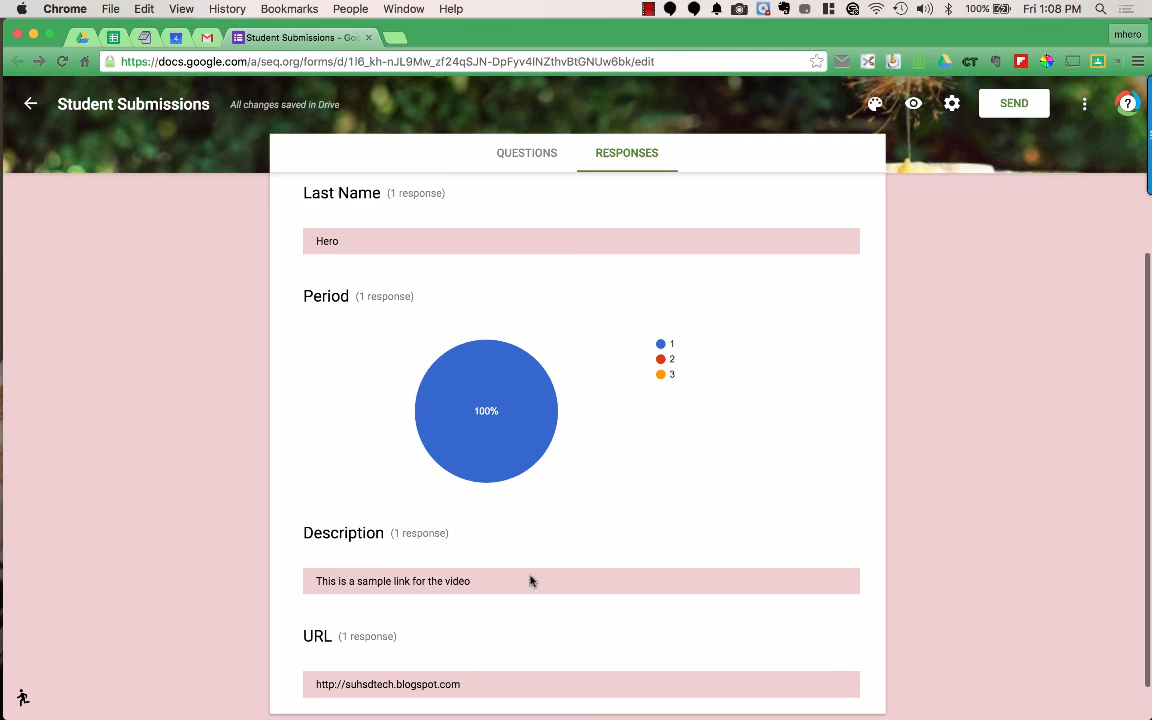 Chrome File Edit View History Bookmarks People Window Help 100% Fri 1:08 PM
Student Submissions - Goo mhero
https://docs.google.com/a/seq.org/forms/d/1I6_kh-nJL9Mw_zf24qSJN-DpFyv4INZthvBtGNUw6bk/edit
Student Submissions All changes saved in Drive SEND
QUESTIONS RESPONSES
Last Name (1 response)
Hero
Period (1 response)
1
2
3
100%
Description (1 response)
This is a sample link for the video
URL (1 response)
http://suhsdtech.blogspot.com